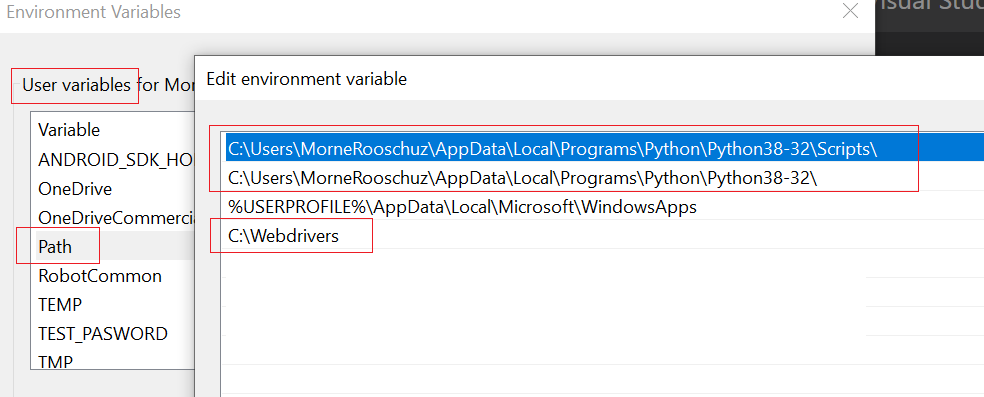 Environment Variables
isual Stud
User variables for Mor
Edit environment variable
Variable
ANDROID_SDK_HO
OneDrive
OneDriveCommercia
Path
RobotCommon
TEMP
TEST_PASWORD
TMP
C:\Users\MorneRooschuz\AppData\Local\Programs\Python\Python38-32\Scripts\
C:\Users\MorneRooschuz\AppData\Local\Programs\Python\Python38-32\
%USERPROFILE%\AppData\Local\Microsoft\WindowsApps
C:\Webdrivers